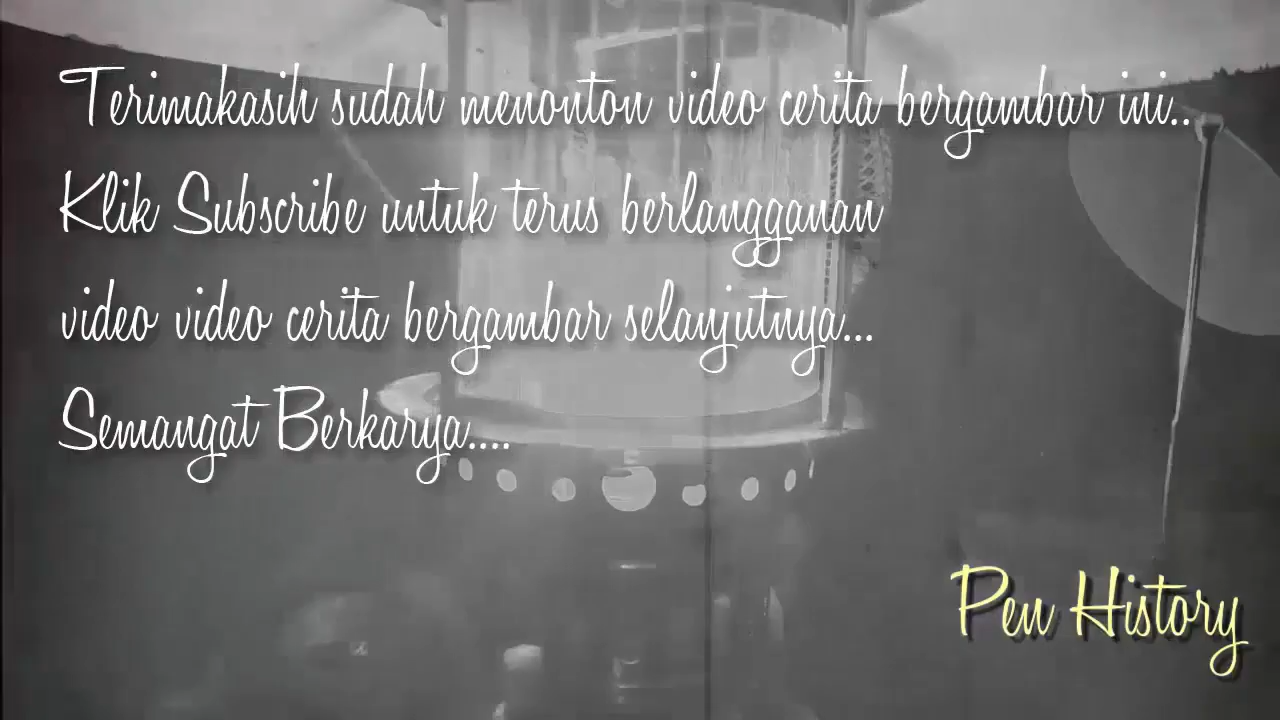 Terimakasih sudah menonton video cerita bergambar ini..
Klik Subscribe untuk terus berlangganan
video video cerita bergambar selanjutnya...
Semangat Berkarya....
Pen History